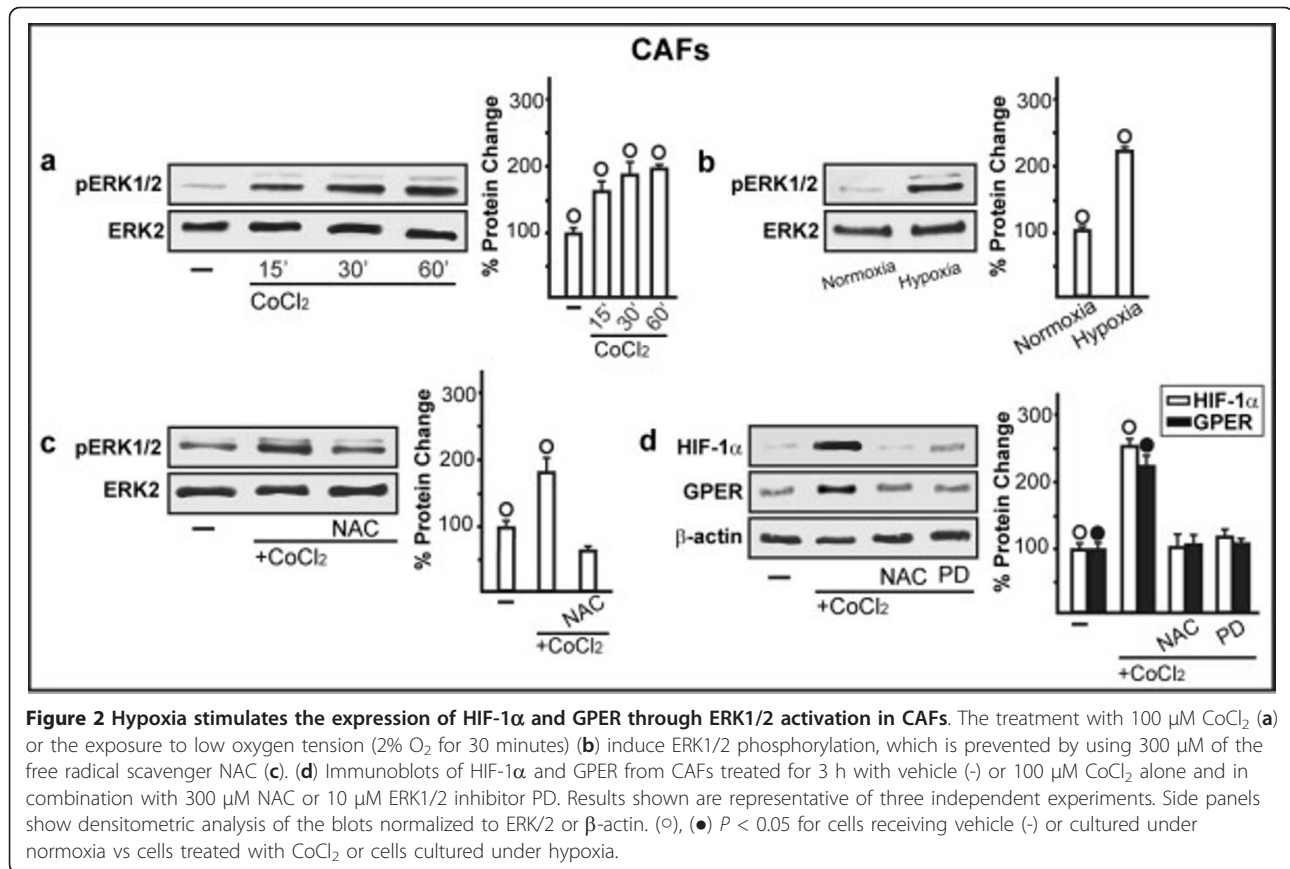 CAFs
a
pERK1/2
ERK2
— 15' 30' 60'
CoCl₂
% Protein Change
300
200
100
— 15' 30' 60'
CoCl₂
b
pERK1/2
ERK2
Normoxia Hypoxia
% Protein Change
300
200
100
Normoxia Hypoxia
c
pERK1/2
ERK2
— NAC
+CoCl₂
% Protein Change
300
200
100
— NAC
+CoCl₂
d
HIF-1α
GPER
β-actin
— NAC PD
+CoCl₂
% Protein Change
300
200
100
HIF-1α
GPER
— NAC PD
+CoCl₂
Figure 2 Hypoxia stimulates the expression of HIF-1α and GPER through ERK1/2 activation in CAFs. The treatment with 100 μM CoCl₂ (a)
or the exposure to low oxygen tension (2% O₂ for 30 minutes) (b) induce ERK1/2 phosphorylation, which is prevented by using 300 μM of the
free radical scavenger NAC (c). (d) Immunoblots of HIF-1α and GPER from CAFs treated for 3 h with vehicle (-) or 100 μM CoCl₂ alone and in
combination with 300 μM NAC or 10 μM ERK1/2 inhibitor PD. Results shown are representative of three independent experiments. Side panels
show densitometric analysis of the blots normalized to ERK/2 or β-actin. (○), (●) P < 0.05 for cells receiving vehicle (-) or cultured under
normoxia vs cells treated with CoCl₂ or cells cultured under hypoxia.